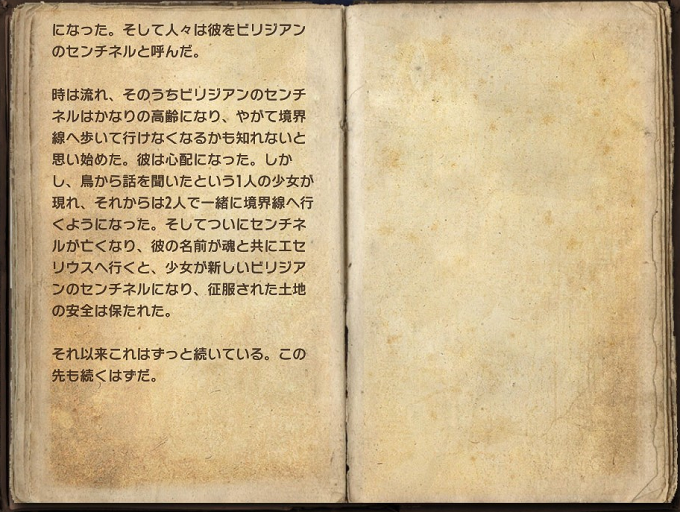 になった。そして人々は彼をビリジアン
のセンチネルと呼んだ。
時は流れ、そのうちビリジアンのセンチ
ネルはかなりの高齢になり、やがて境界
線へ歩いて行けなくなるかも知れないと
思い始めた。彼は心配になった。しか
し、鳥から話を聞いたという1人の少女が
現れ、それからは2人で一緒に境界線へ行
くようになった。そしてついにセンチネ
ルが亡くなり、彼の名前が魂と共にエセ
リウスへ行くと、少女が新しいビリジア
ンのセンチネルになり、征服された土地
の安全は保たれた。
それ以来これはずっと続いている。この
先も続くはずだ。